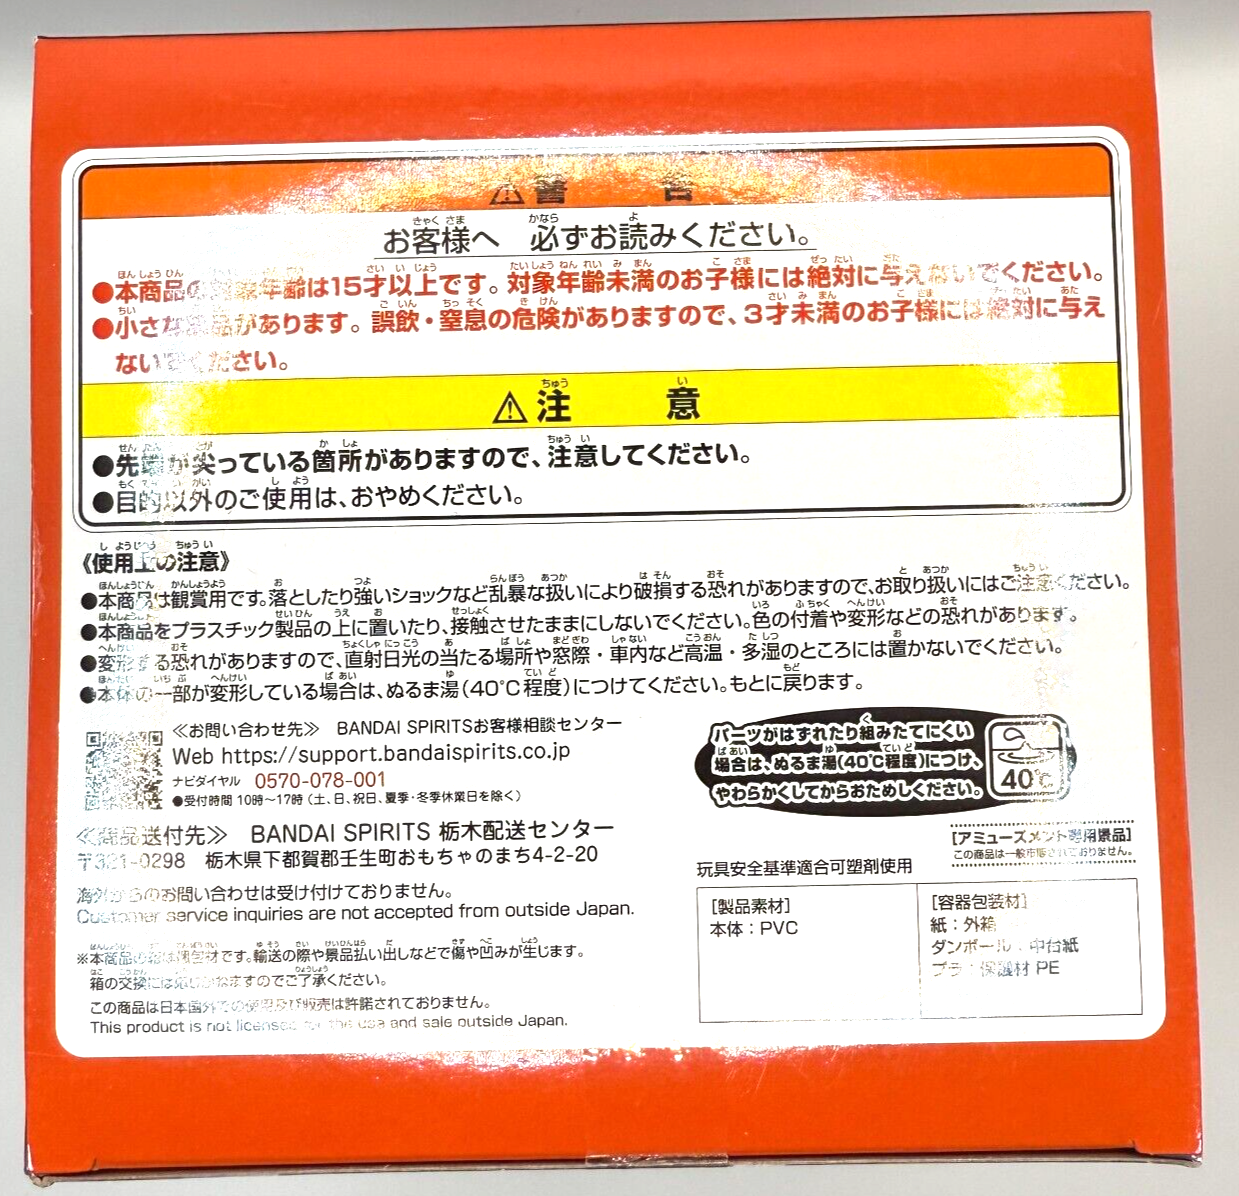 ⚠警 告
お客様へ 必ずお読みください。
●本商品の対象年齢は15才以上です。対象年齢未満のお子様には絶対に与えないでください。
●小さな部品があります。誤飲・窒息の危険がありますので、3才未満のお子様には絶対に与え
ないでください。
⚠注 意
●先端が尖っている箇所がありますので、注意してください。
●目的以外のご使用は、おやめください。
《使用上の注意》
●本商品は観賞用です。落としたり強いショックなど乱暴な扱いにより破損する恐れがありますので、お取り扱いにはご注意ください。
●本商品をプラスチック製品の上に置いたり、接触させたままにしないでください。色の付着や変形などの恐れがあります。
●変形する恐れがありますので、直射日光の当たる場所や窓際・車内など高温・多湿のところには置かないでください。
●本体の一部が変形している場合は、ぬるま湯(40℃程度)につけてください。もとに戻ります。
≪お問い合わせ先≫ BANDAI SPIRITSお客様相談センター
Web https://support.bandaispirits.co.jp
ナビダイヤル 0570-078-001
●受付時間 10時〜17時(土、日、祝日、夏季・冬季休業日を除く)
≪商品送付先≫ BANDAI SPIRITS 栃木配送センター
〒321-0298 栃木県下都賀郡壬生町おもちゃのまち4-2-20
海外からのお問い合わせは受け付けておりません。
Customer service inquiries are not accepted from outside Japan.
※本商品の箱は梱包材です。輸送の際や景品払い出しなどで傷や凹みが生じます。
箱の交換には応じかねますのでご了承ください。
この商品は日本国外での使用及び販売は許諾されておりません。
This product is not licensed for the use and sale outside Japan.
パーツがはずれたり組みたてにくい
場合は、ぬるま湯(40℃程度)につけ、
やわらかくしてからおためしください。
40℃
[アミューズメント専用景品]
この商品は一般市販されておりません。
玩具安全基準適合可塑剤使用
[製品素材]
本体:PVC
[容器包装材]
紙:外箱
ダンボール:中台紙
プラ:保護材 PE